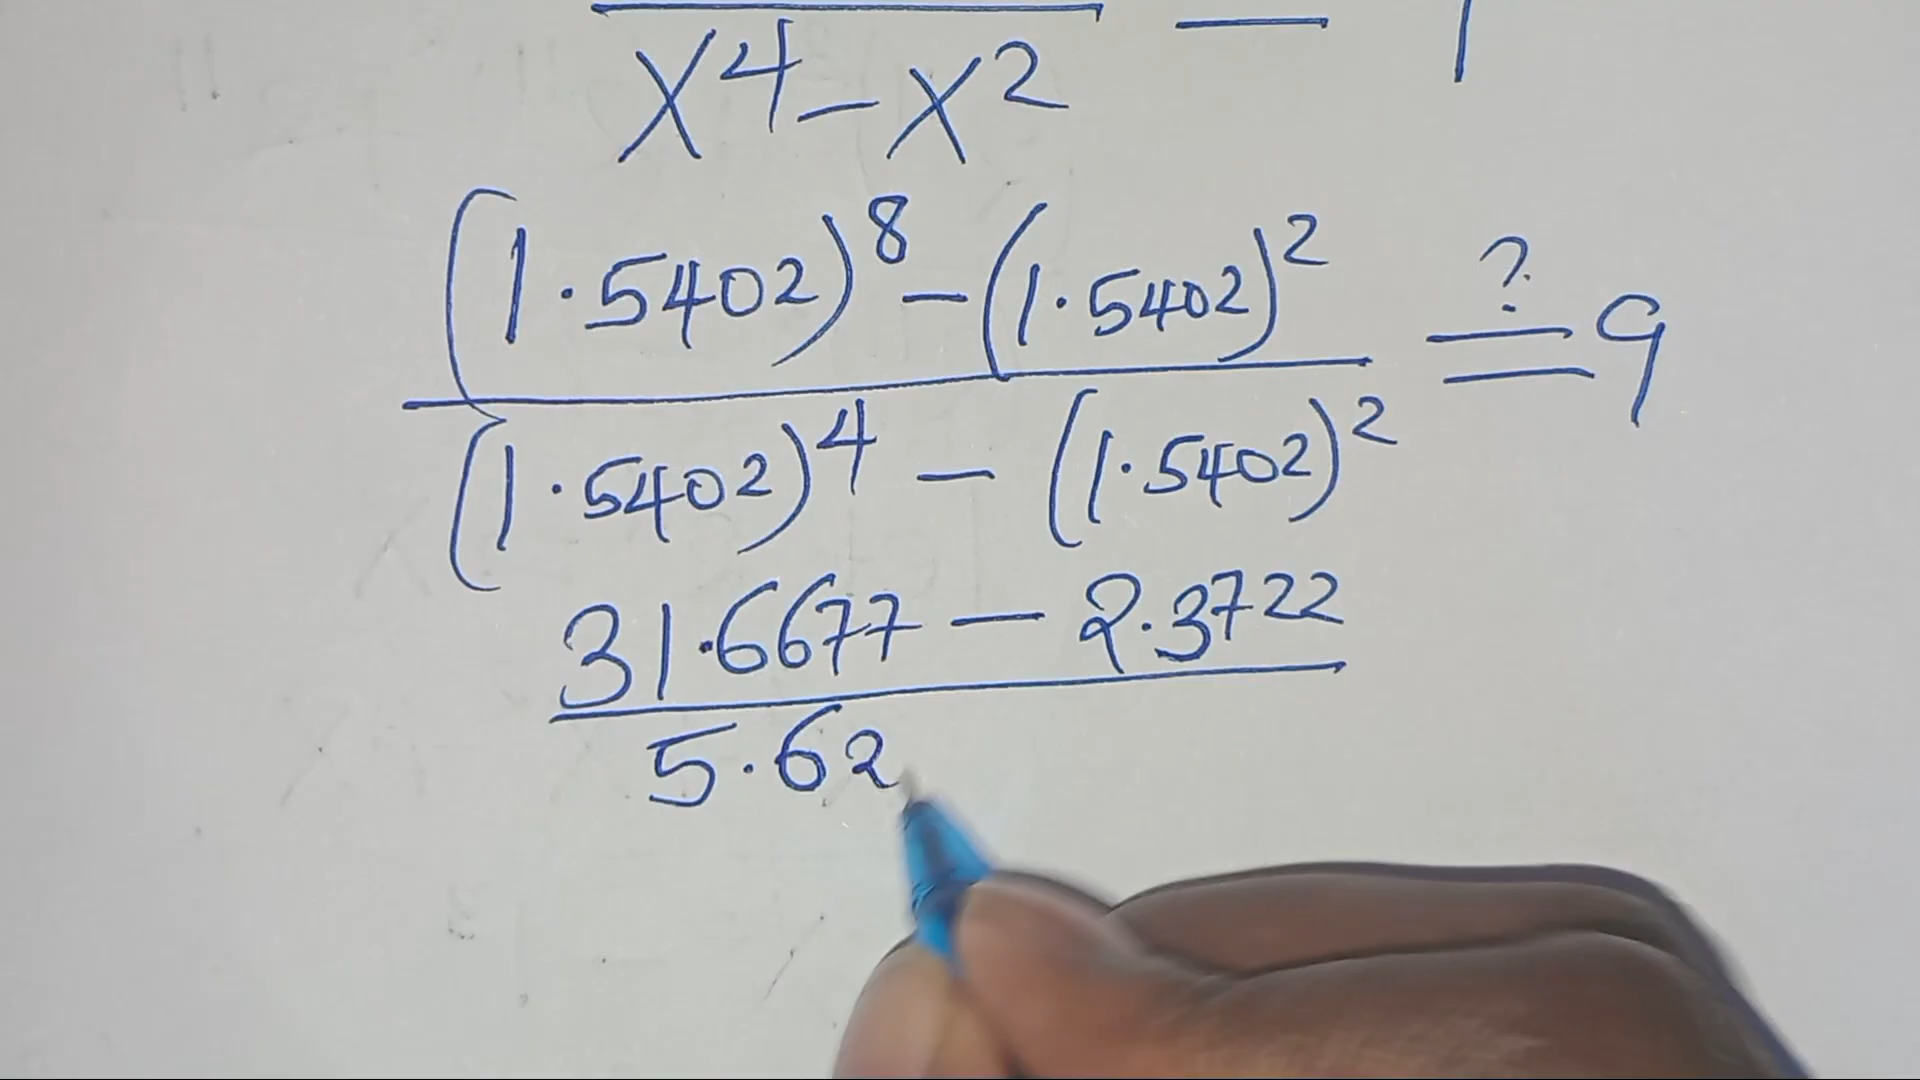 x⁴ - x²
(1.5402)⁸ - (1.5402)² ?= 9
(1.5402)⁴ - (1.5402)²
31.6677 - 2.3722
5.62